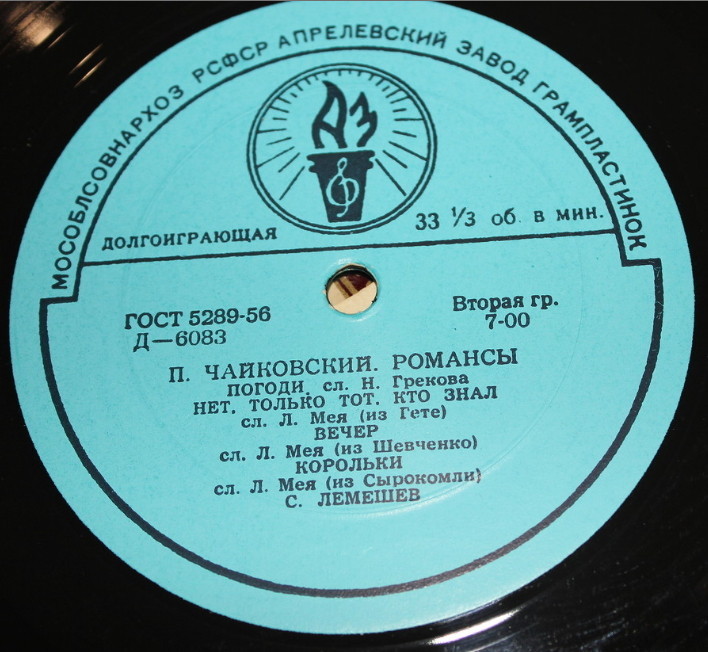 МОСОБЛСОВНАРХОЗ РСФСР АПРЕЛЕВСКИЙ ЗАВОД ГРАМПЛАСТИНОК
АЗ
ДОЛГОИГРАЮЩАЯ
33 1/3 об. в мин.
ГОСТ 5289-56
Д—6083
Вторая гр.
7-00
П. ЧАЙКОВСКИЙ. РОМАНСЫ
ПОГОДИ, сл. Н. Грекова
НЕТ, ТОЛЬКО ТОТ, КТО ЗНАЛ
сл. Л. Мея (из Гете)
ВЕЧЕР
сл. Л. Мея (из Шевченко)
КОРОЛЬКИ
сл. Л. Мея (из Сырокомли)
С. ЛЕМЕШЕВ